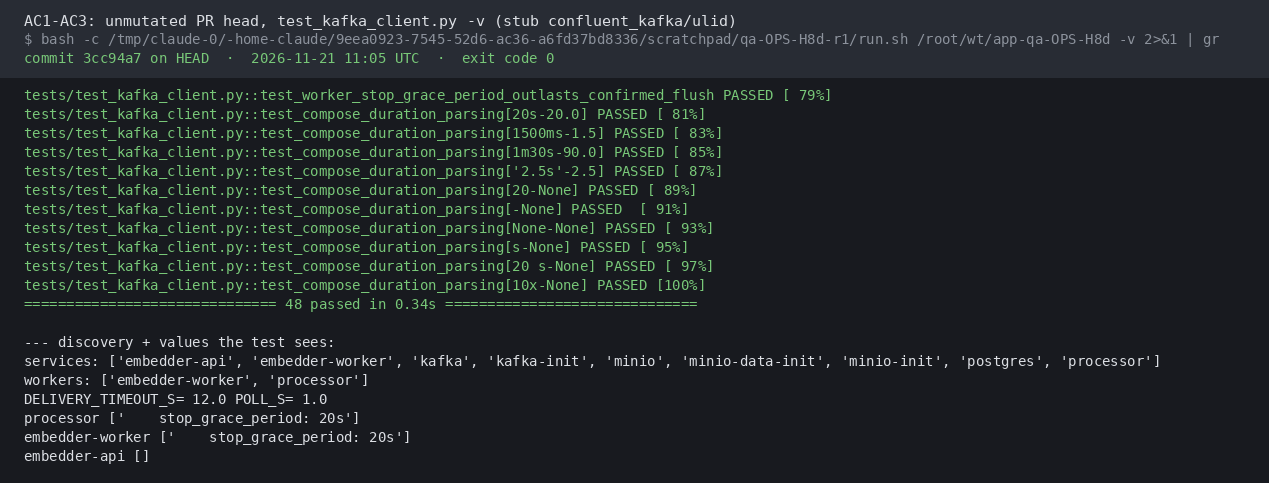 AC1-AC3: unmutated PR head, test_kafka_client.py -v (stub confluent_kafka/ulid)
$ bash -c /tmp/claude-0/-home-claude/9eea0923-7545-52d6-ac36-a6fd37bd8336/scratchpad/qa-OPS-H8d-r1/run.sh /root/wt/app-qa-OPS-H8d -v 2>&1 | gr
commit 3cc94a7 on HEAD  ·  2026-11-21 11:05 UTC  ·  exit code 0
tests/test_kafka_client.py::test_worker_stop_grace_period_outlasts_confirmed_flush PASSED [ 79%]
tests/test_kafka_client.py::test_compose_duration_parsing[20s-20.0] PASSED [ 81%]
tests/test_kafka_client.py::test_compose_duration_parsing[1500ms-1.5] PASSED [ 83%]
tests/test_kafka_client.py::test_compose_duration_parsing[1m30s-90.0] PASSED [ 85%]
tests/test_kafka_client.py::test_compose_duration_parsing['2.5s'-2.5] PASSED [ 87%]
tests/test_kafka_client.py::test_compose_duration_parsing[20-None] PASSED [ 89%]
tests/test_kafka_client.py::test_compose_duration_parsing[-None] PASSED  [ 91%]
tests/test_kafka_client.py::test_compose_duration_parsing[None-None] PASSED [ 93%]
tests/test_kafka_client.py::test_compose_duration_parsing[s-None] PASSED [ 95%]
tests/test_kafka_client.py::test_compose_duration_parsing[20 s-None] PASSED [ 97%]
tests/test_kafka_client.py::test_compose_duration_parsing[10x-None] PASSED [100%]
============================== 48 passed in 0.34s ==============================
--- discovery + values the test sees:
services: ['embedder-api', 'embedder-worker', 'kafka', 'kafka-init', 'minio', 'minio-data-init', 'minio-init', 'postgres', 'processor']
workers: ['embedder-worker', 'processor']
DELIVERY_TIMEOUT_S= 12.0 POLL_S= 1.0
processor ['    stop_grace_period: 20s']
embedder-worker ['    stop_grace_period: 20s']
embedder-api []